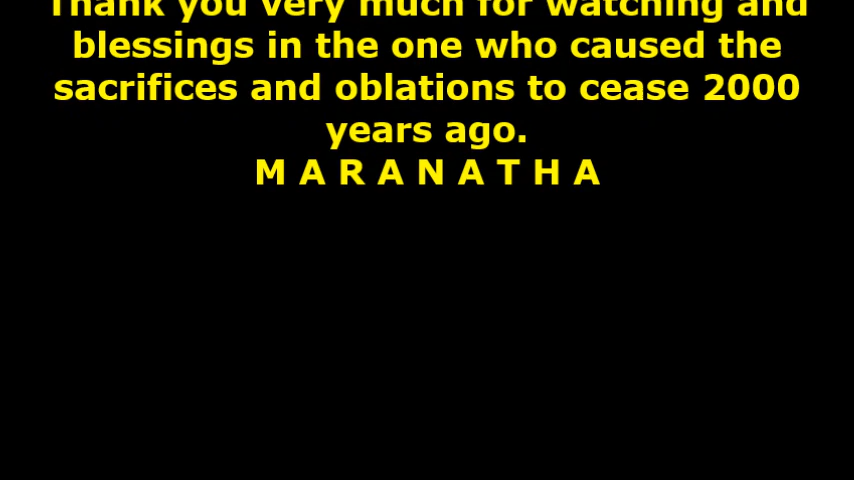 Thank you very much for watching and
blessings in the one who caused the
sacrifices and oblations to cease 2000
years ago.
M A R A N A T H A